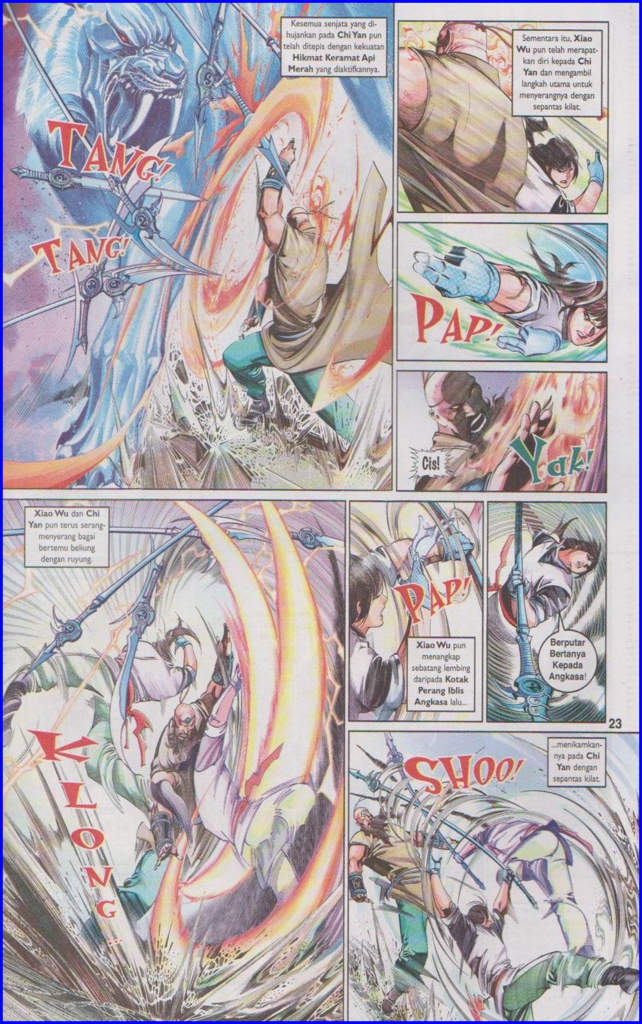 Kesemua senjata yang di-
hujankan pada Chi Yan pun
telah ditepis dengan kekuatan
Hikmat Keramat Api
Merah yang diaktifkannya.
TANG!
TANG!
Sementara itu, Xiao
Wu pun telah merapat-
kan diri kepada Chi
Yan dan mengambil
langkah utama untuk
menyerangnya dengan
sepantas kilat.
PAP!
Cis!
Yak!
Xiao Wu dan Chi
Yan pun terus serang-
menyerang bagai
bertemu beliung
dengan ruyung.
KLONG
PAP!
Xiao Wu pun
menangkap
sebatang lembing
daripada Kotak
Perang Iblis
Angkasa lalu...
Berputar
Bertanya
Kepada
Angkasa!
23
...menikamkan-
nya pada Chi
Yan dengan
sepantas kilat.
SHOO!